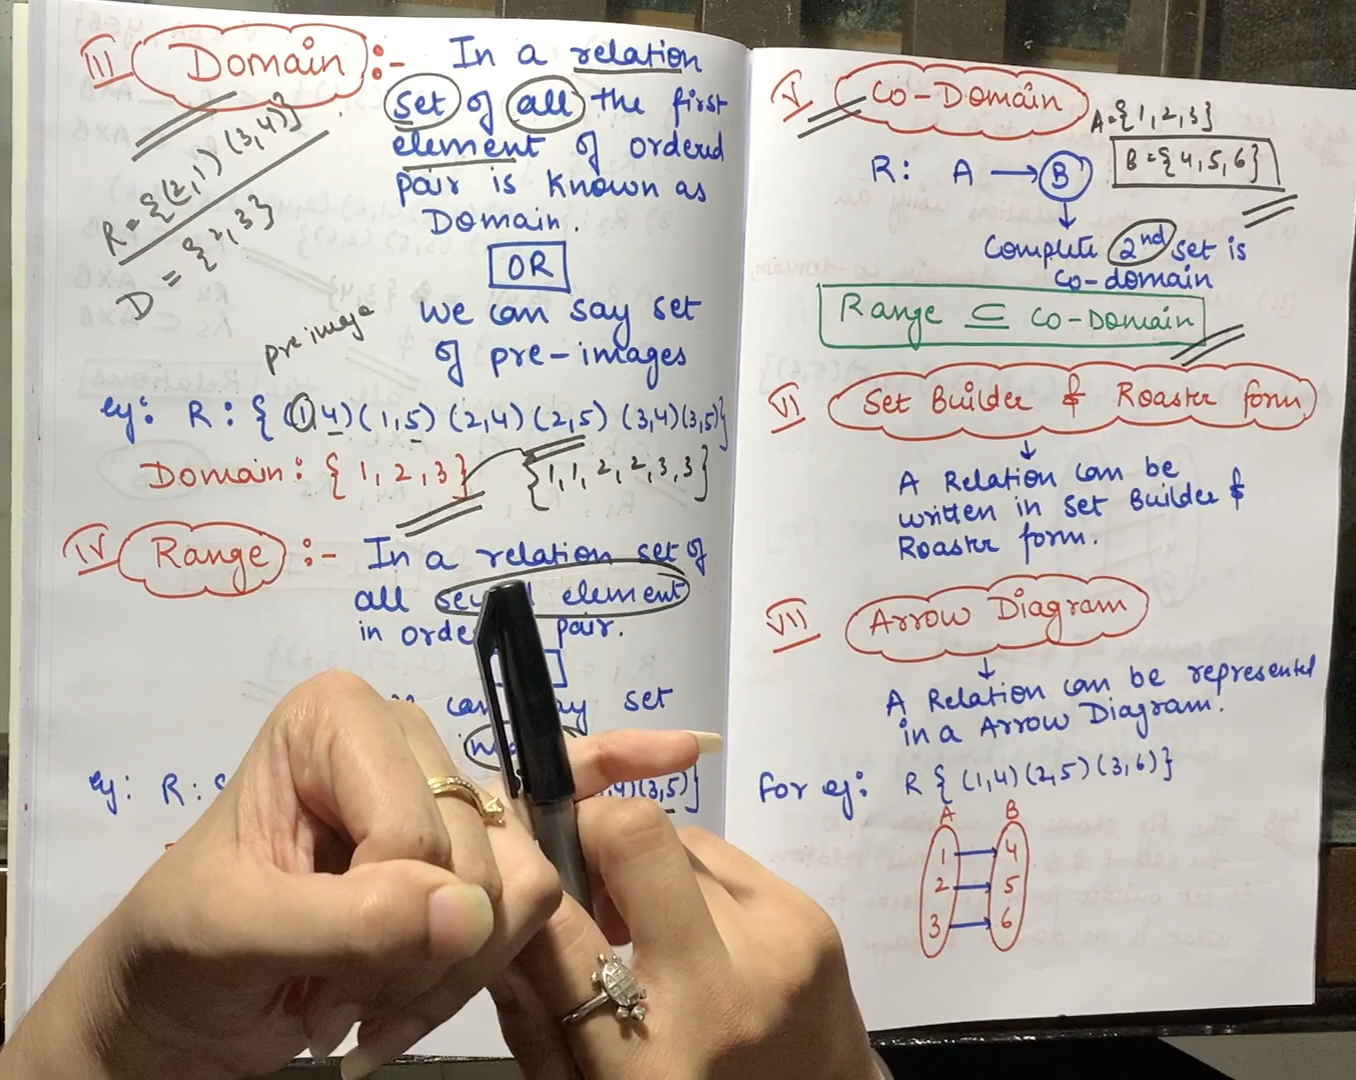 III Domain :- In a relation
set of all the first
element of ordered
pair is known as
Domain.
OR
we can say set
of pre-images
R = {(2,1) (3,4)}
D = {2,3}
pre image
eg: R : { (1,4) (1,5) (2,4) (2,5) (3,4) (3,5)}
Domain : { 1, 2, 3}
{1, 1, 2, 2, 3, 3}
IV Range :- In a relation set of
all element
in pair.
set
eg: R :
(3,5)}
V Co-Domain
A={1,2,3}
B={4,5,6}
R: A → B
↓
Complete 2nd set is
Co-domain
Range ⊆ Co-Domain
VI Set Builder & Roaster form
↓
A Relation can be
written in Set Builder &
Roaster form.
VII Arrow Diagram
↓
A Relation can be represented
in a Arrow Diagram.
For eg: R { (1,4) (2,5) (3,6)}
A B
1 → 4
2 → 5
3 → 6